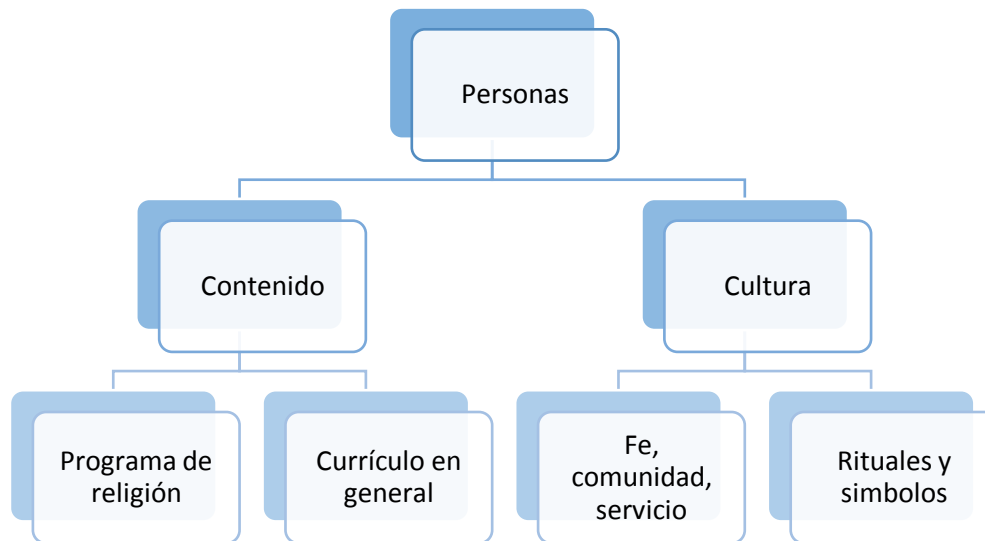 Personas
Contenido
Cultura
Programa de
religión
Currículo en
general
Fe,
comunidad,
servicio
Rituales y
simbolos